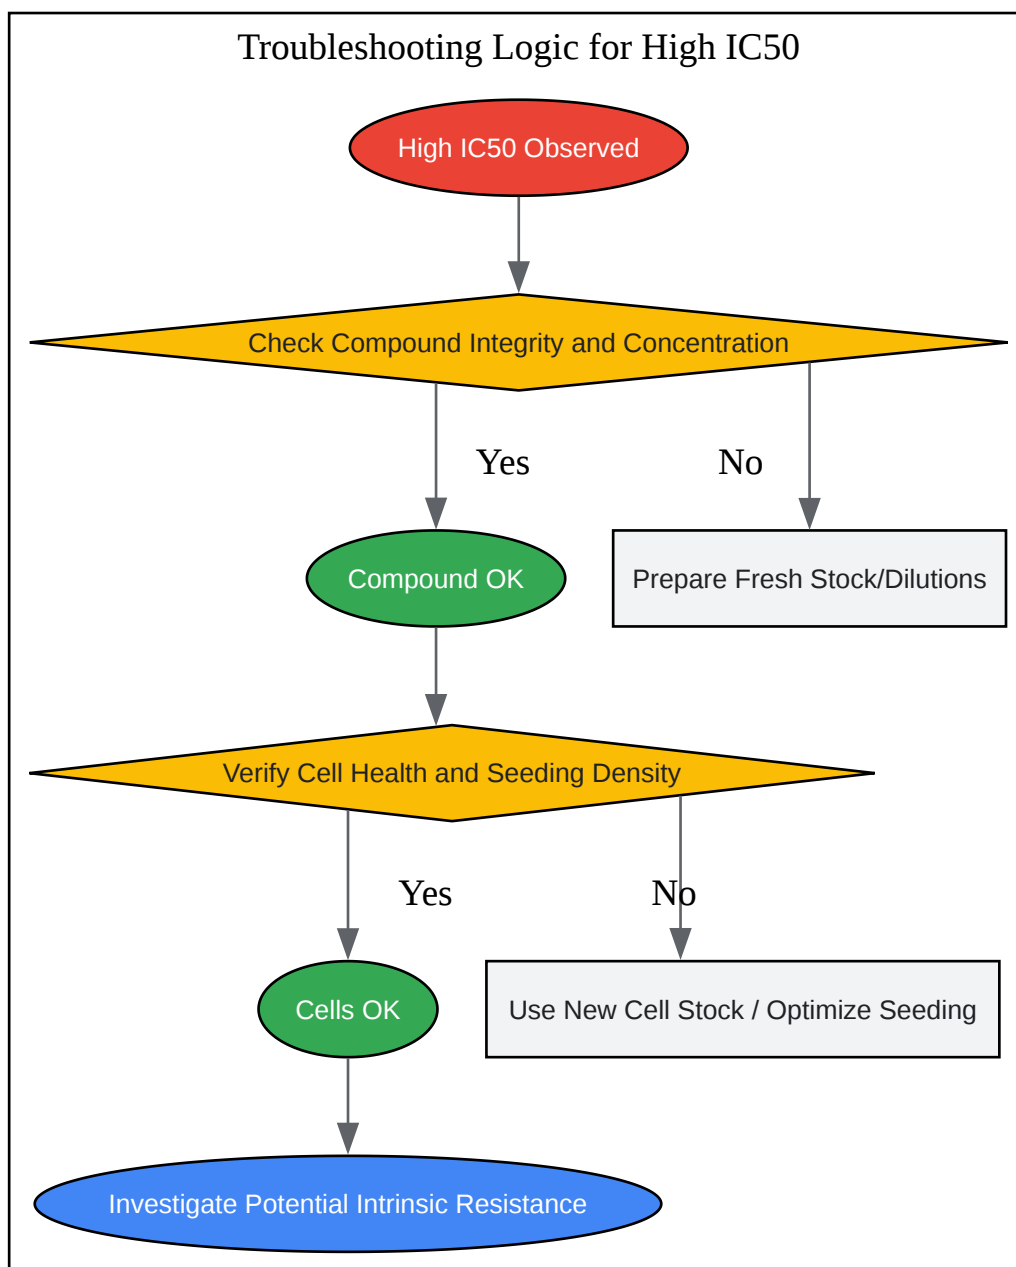 Troubleshooting Logic for High IC50
High IC50 Observed
Check Compound Integrity and Concentration
Yes
No
Compound OK
Prepare Fresh Stock/Dilutions
Verify Cell Health and Seeding Density
Yes
No
Cells OK
Use New Cell Stock / Optimize Seeding
Investigate Potential Intrinsic Resistance